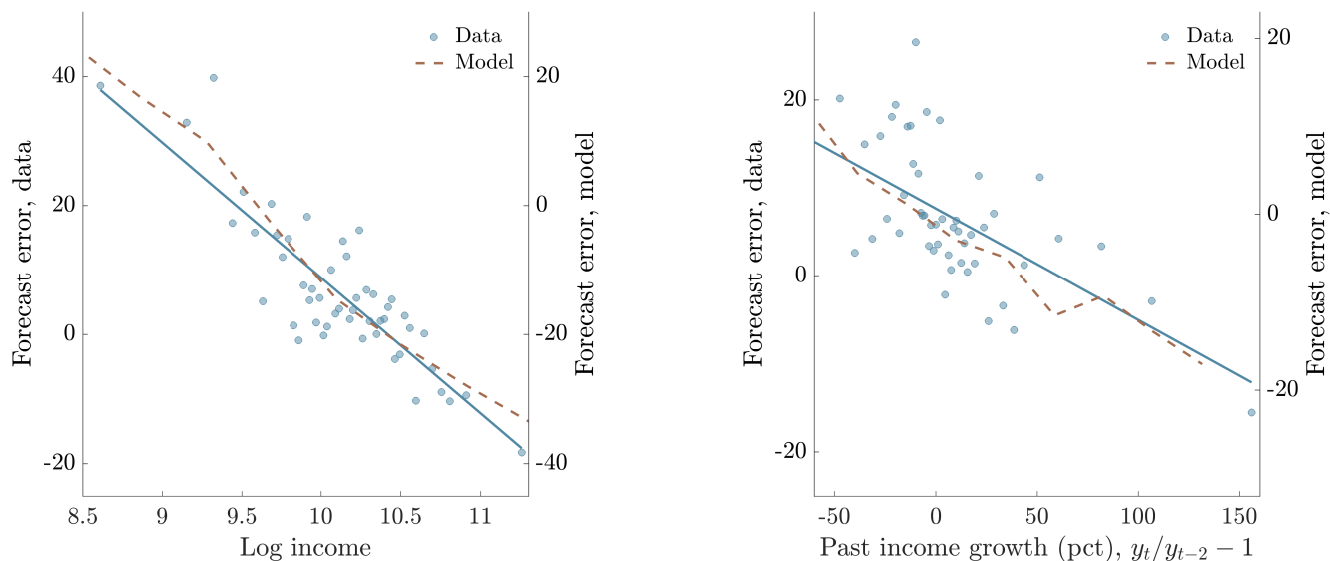 Forecast error, data
40
20
0
-20
8.5
9
9.5
10
10.5
11
Log income
20
0
-20
-40
Forecast error, model
Data
Model
Forecast error, data
20
0
-20
-50
0
50
100
150
Past income growth (pct), $y_t/y_{t-2} - 1$
20
0
-20
Forecast error, model
Data
Model